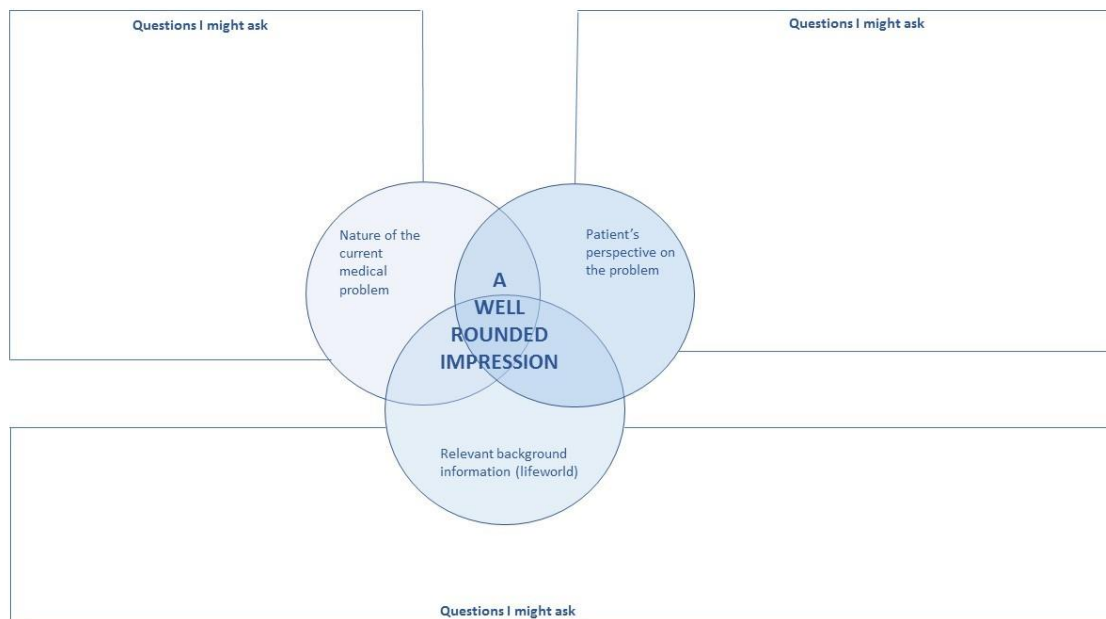 Questions I might ask
Questions I might ask
Nature of the
current
medical
problem
Patient’s
perspective on
the problem
A
WELL
ROUNDED
IMPRESSION
Relevant background
information (lifeworld)
Questions I might ask